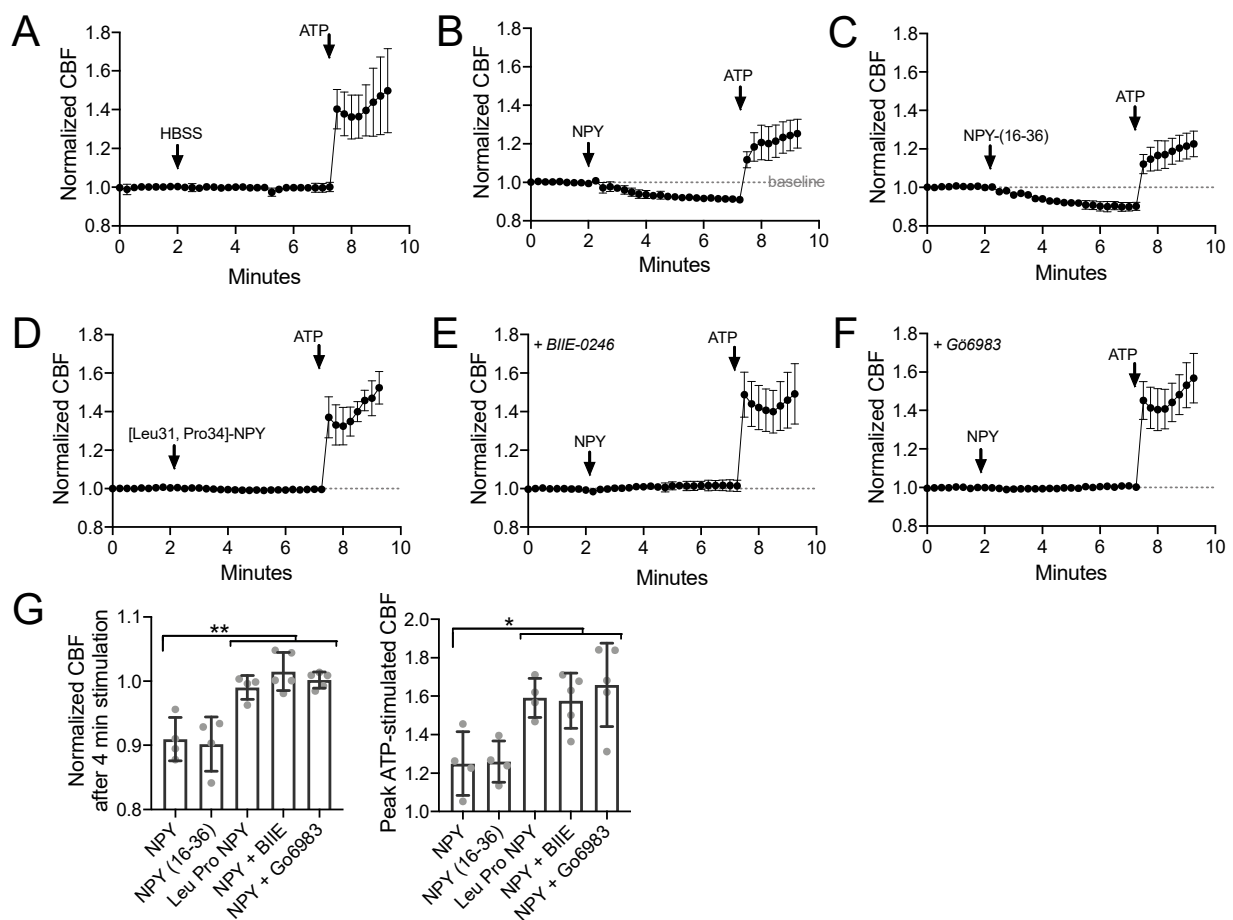 A
Normalized CBF
1.8
1.6
1.4
1.2
1.0
0.8
HBSS
ATP
0 2 4 6 8 10
Minutes
B
Normalized CBF
1.8
1.6
1.4
1.2
1.0
0.8
NPY
ATP
baseline
0 2 4 6 8 10
Minutes
C
Normalized CBF
1.8
1.6
1.4
1.2
1.0
0.8
NPY-(16-36)
ATP
0 2 4 6 8 10
Minutes
D
Normalized CBF
1.8
1.6
1.4
1.2
1.0
0.8
[Leu31, Pro34]-NPY
ATP
0 2 4 6 8 10
Minutes
E
Normalized CBF
1.8
1.6
1.4
1.2
1.0
0.8
+ BIIE-0246
NPY
ATP
0 2 4 6 8 10
Minutes
F
Normalized CBF
1.8
1.6
1.4
1.2
1.0
0.8
+ Gö6983
NPY
ATP
0 2 4 6 8 10
Minutes
G
Normalized CBF
after 4 min stimulation
1.1
1.0
0.9
0.8
**
NPY
NPY (16-36)
Leu Pro NPY
NPY + BIIE
NPY + Go6983
Peak ATP-stimulated CBF
2.0
1.8
1.6
1.4
1.2
1.0
*
NPY
NPY (16-36)
Leu Pro NPY
NPY + BIIE
NPY + Go6983